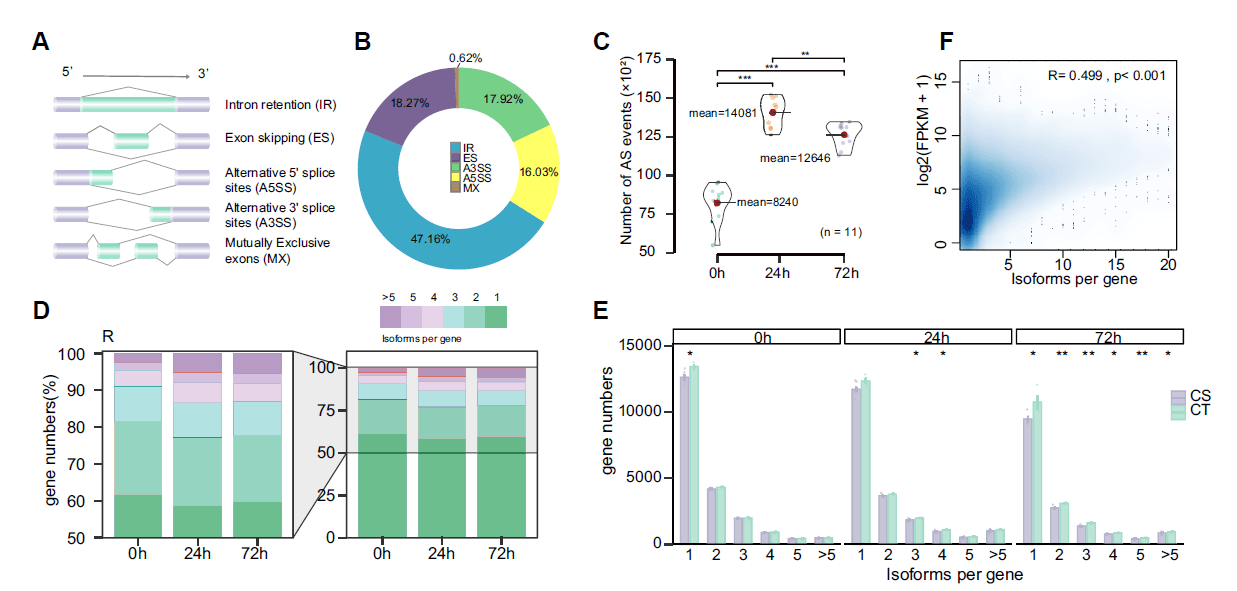 A
5'
3'
Intron retention (IR)
Exon skipping (ES)
Alternative 5' splice
sites (A5SS)
Alternative 3' splice
sites (A3SS)
Mutually Exclusive
exons (MX)
B
0.62%
17.92%
18.27%
16.03%
47.16%
IR
ES
A3SS
A5SS
MX
C
Number of AS events (×10²)
175
150
125
100
75
50
**
***
***
mean=14081
mean=12646
mean=8240
(n = 11)
0h
24h
72h
F
log2(FPKM + 1)
R= 0.499 , p< 0.001
15
10
5
0
5
10
15
20
Isoforms per gene
D
>5
5
4
3
2
1
Isoforms per gene
R
gene numbers(%)
100
90
80
70
60
50
0h
24h
72h
100
75
50
25
0
0h
24h
72h
E
gene numbers
15000
10000
5000
0
0h
24h
72h
*
* *
* ** ** * ** *
CS
CT
1 2 3 4 5 >5
1 2 3 4 5 >5
1 2 3 4 5 >5
Isoforms per gene